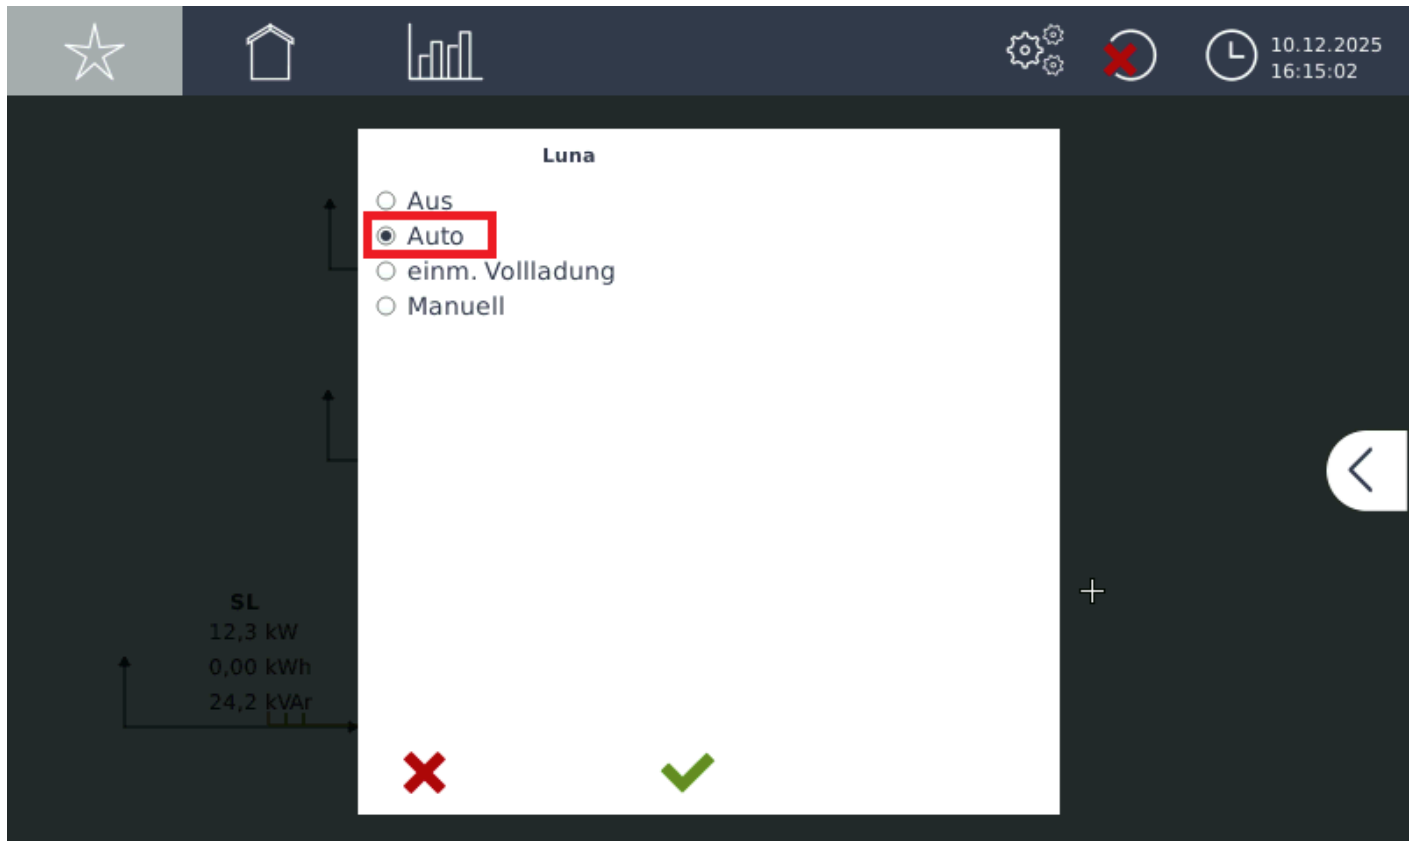 10.12.2025
16:15:02
Luna
Aus
Auto
einm. Vollladung
Manuell
SL
12,3 kW
0,00 kWh
24,2 kVAr